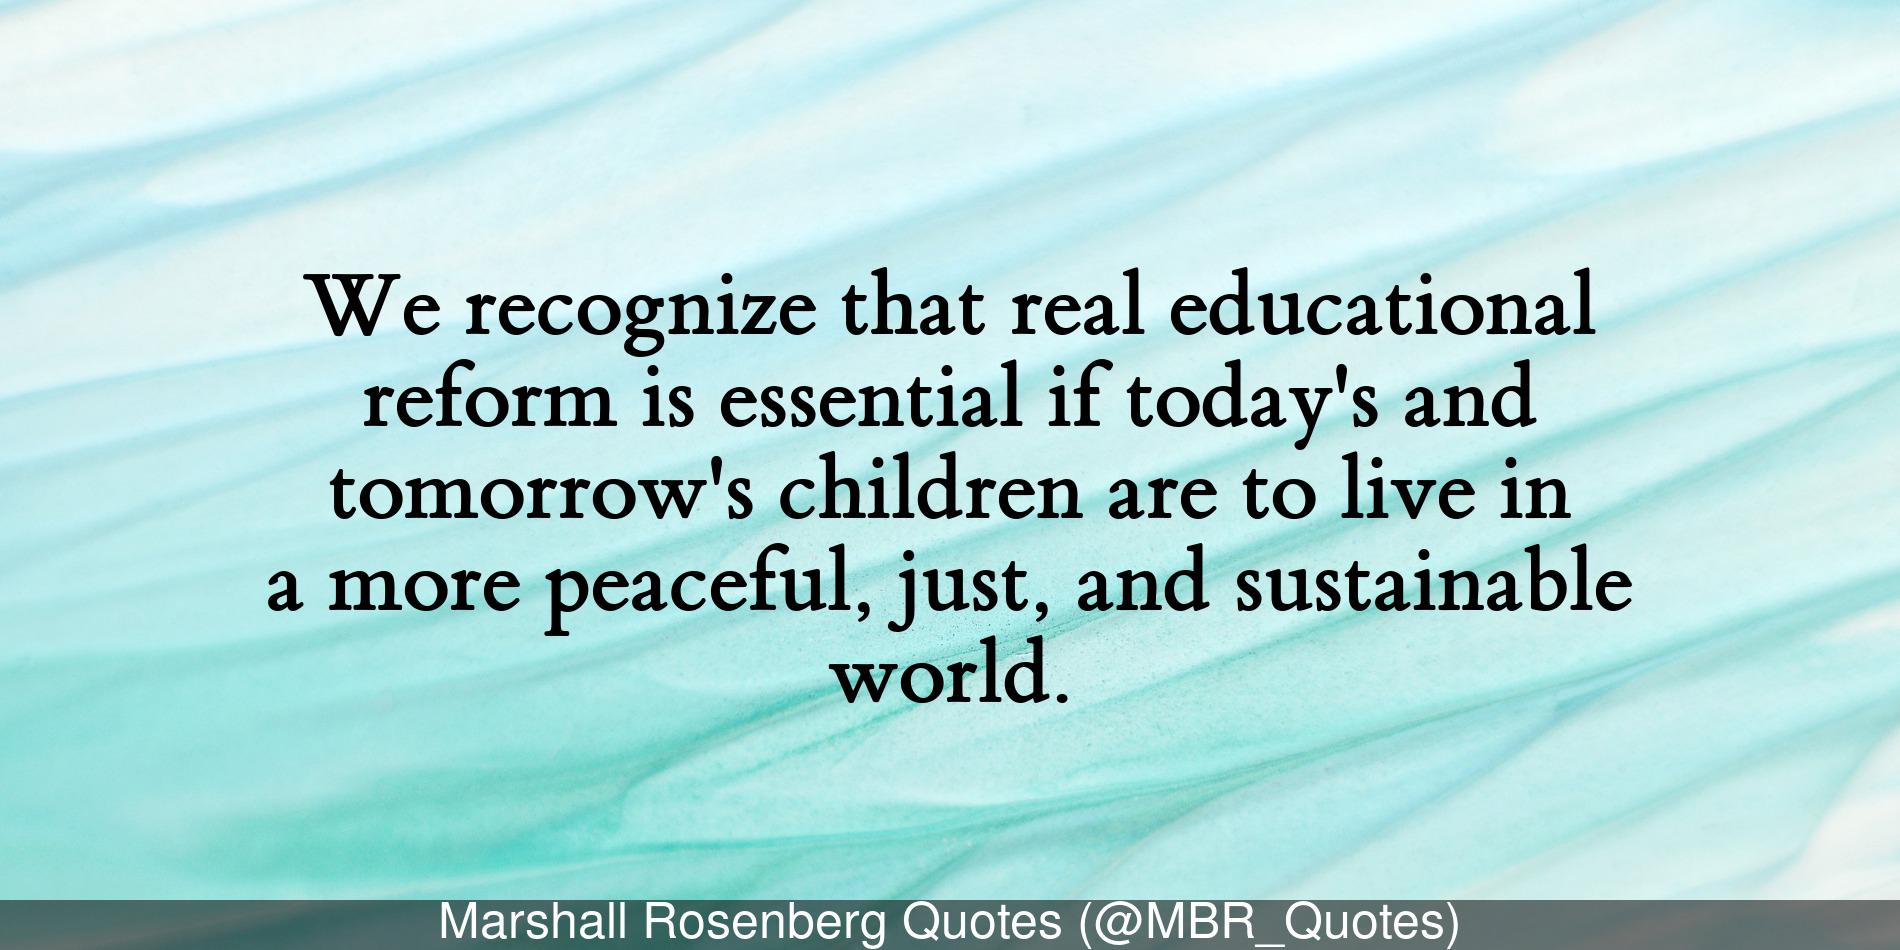 We recognize that real educational
reform is essential if today's and
tomorrow's children are to live in
a more peaceful, just, and sustainable
world.
Marshall Rosenberg Quotes (@MBR_Quotes)